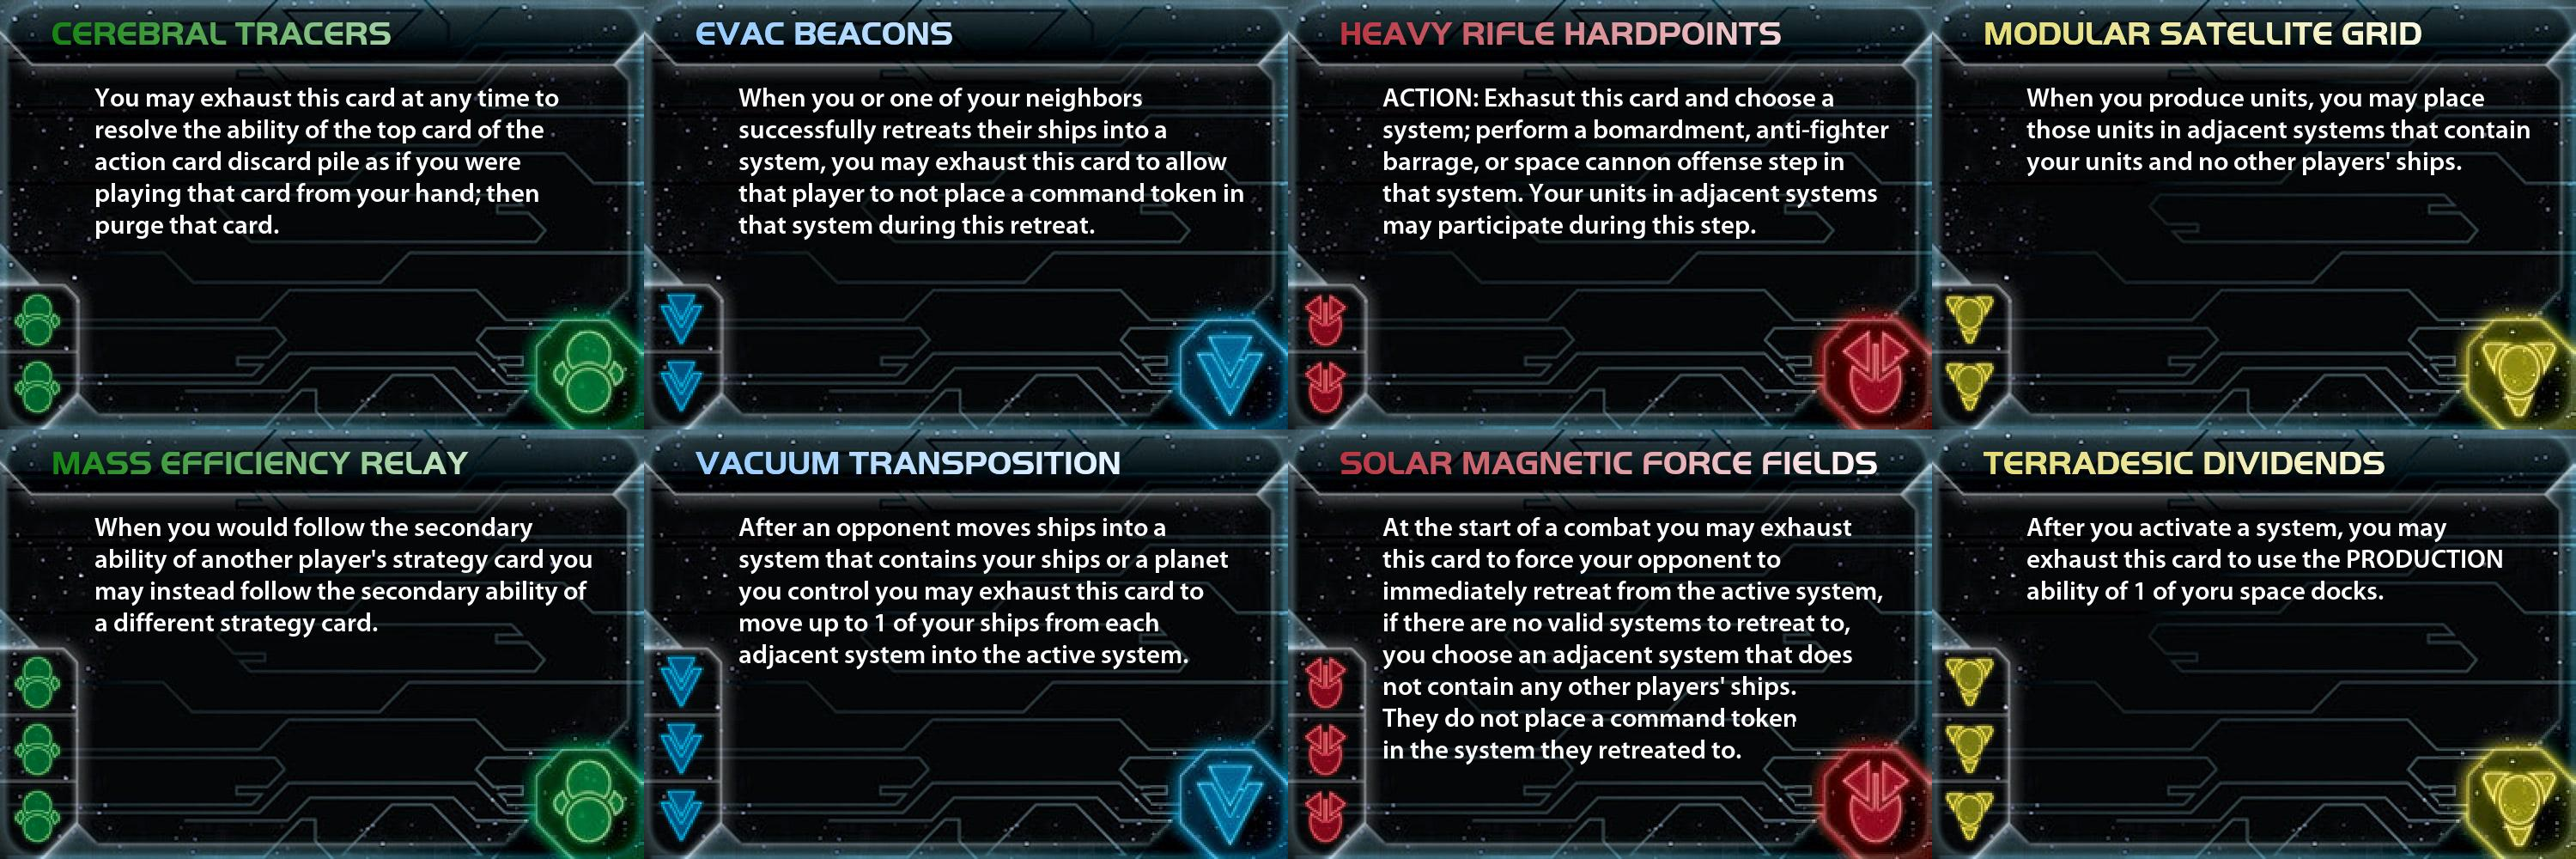 CEREBRAL TRACERS
You may exhaust this card at any time to
resolve the ability of the top card of the
action card discard pile as if you were
playing that card from your hand; then
purge that card.
EVAC BEACONS
When you or one of your neighbors
successfully retreats their ships into a
system, you may exhaust this card to allow
that player to not place a command token in
that system during this retreat.
HEAVY RIFLE HARDPOINTS
ACTION: Exhasut this card and choose a
system; perform a bomardment, anti-fighter
barrage, or space cannon offense step in
that system. Your units in adjacent systems
may participate during this step.
MODULAR SATELLITE GRID
When you produce units, you may place
those units in adjacent systems that contain
your units and no other players' ships.
MASS EFFICIENCY RELAY
When you would follow the secondary
ability of another player's strategy card you
may instead follow the secondary ability of
a different strategy card.
VACUUM TRANSPOSITION
After an opponent moves ships into a
system that contains your ships or a planet
you control you may exhaust this card to
move up to 1 of your ships from each
adjacent system into the active system.
SOLAR MAGNETIC FORCE FIELDS
At the start of a combat you may exhaust
this card to force your opponent to
immediately retreat from the active system,
if there are no valid systems to retreat to,
you choose an adjacent system that does
not contain any other players' ships.
They do not place a command token
in the system they retreated to.
TERRADESIC DIVIDENDS
After you activate a system, you may
exhaust this card to use the PRODUCTION
ability of 1 of yoru space docks.